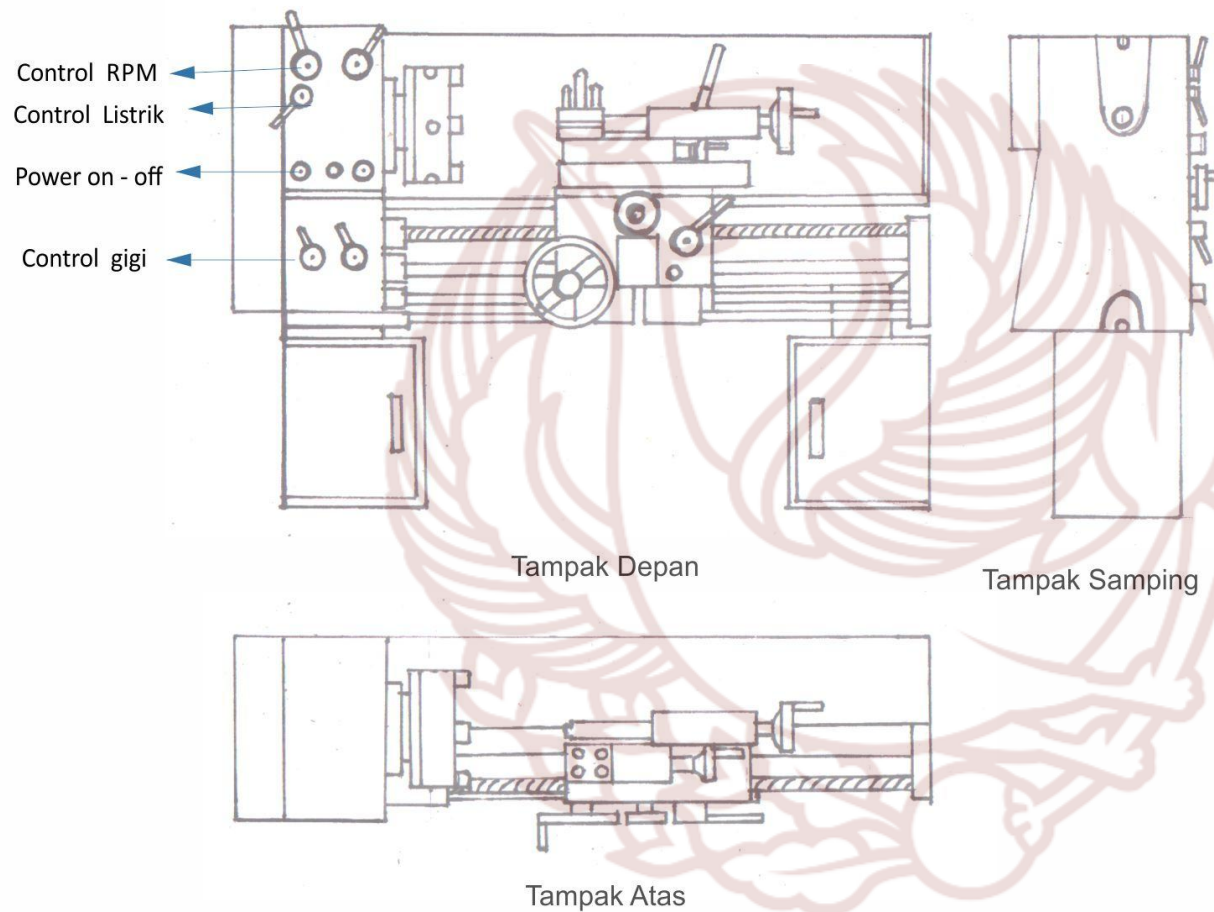 Control RPM
Control Listrik
Power on - off
Control gigi
Tampak Depan
Tampak Samping
Tampak Atas